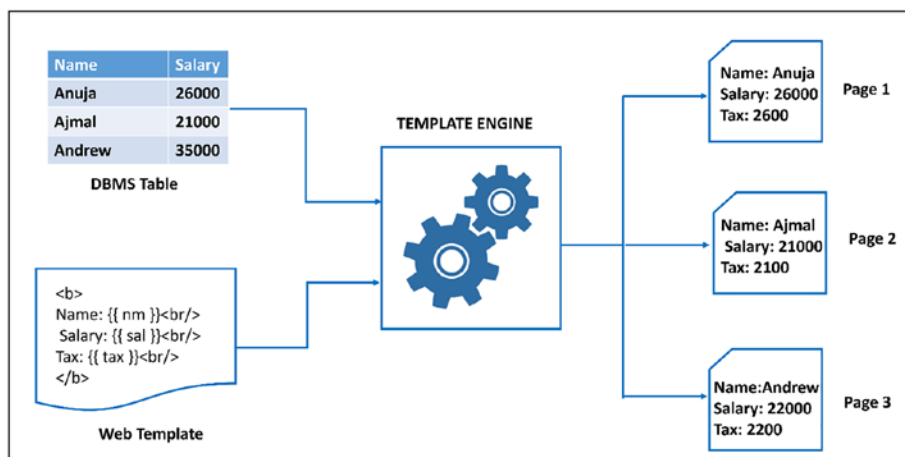 Name Salary
Anuja 26000
Ajmal 21000
Andrew 35000
DBMS Table
<b>
Name: {{ nm }}<br/>
Salary: {{ sal }}<br/>
Tax: {{ tax }}<br/>
</b>
Web Template
TEMPLATE ENGINE
Name: Anuja
Salary: 26000
Tax: 2600
Page 1
Name: Ajmal
Salary: 21000
Tax: 2100
Page 2
Name:Andrew
Salary: 22000
Tax: 2200
Page 3